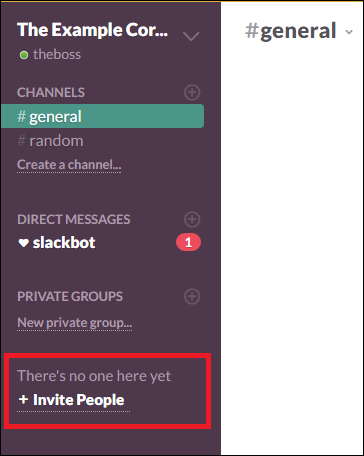 The Example Cor...
theboss
CHANNELS
# general
# random
Create a channel...
DIRECT MESSAGES
slackbot 1
PRIVATE GROUPS
New private group...
There's no one here yet
+ Invite People
#general